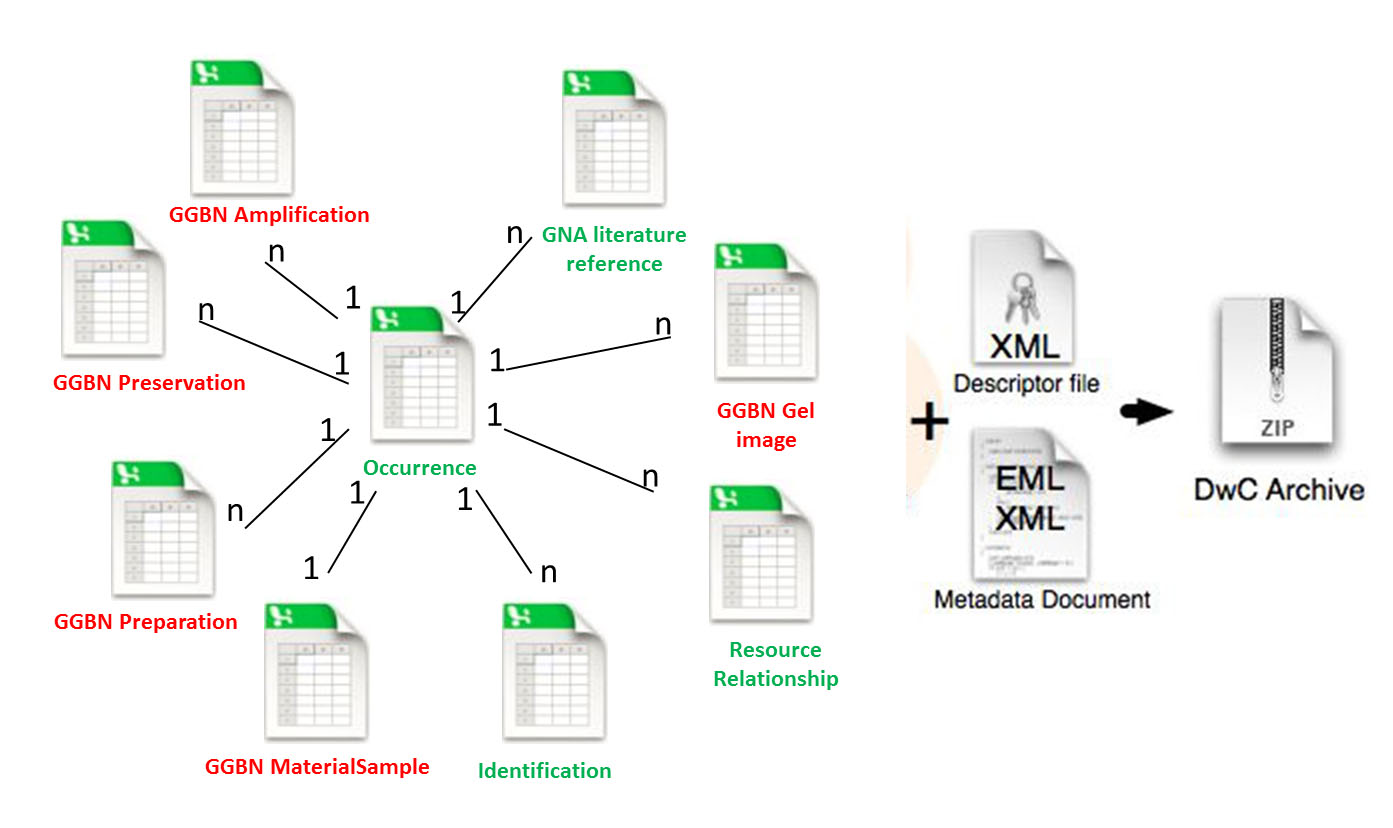 GGBN Amplification
n
1
GNA literature
reference
n
1
GGBN Preservation
n
1
GGBN Gel
image
n
1
Occurrence
GGBN Preparation
n
1
Resource
Relationship
n
1
GGBN MaterialSample
1
1
Identification
n
1
+
XML
Descriptor file
EML
XML
Metadata Document
ZIP
DwC Archive